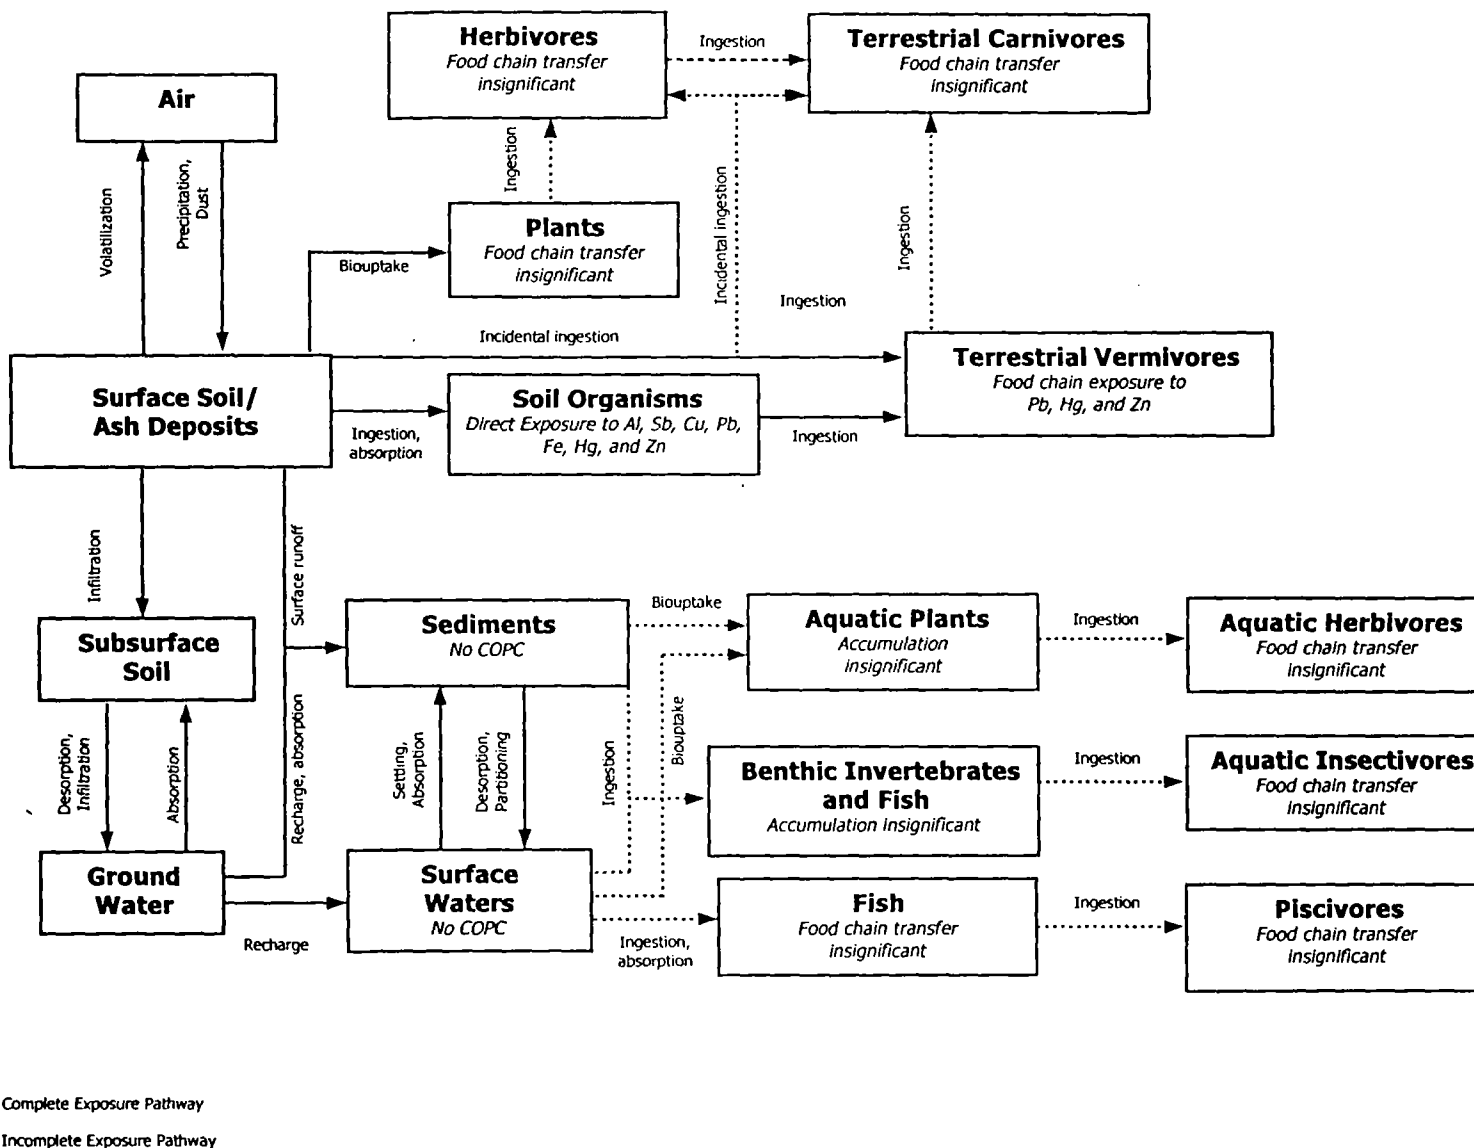 Herbivores
Food chain transfer
insignificant
Ingestion
Terrestrial Carnivores
Food chain transfer
insignificant
Air
Volatilization
Precipitation,
Dust
Ingestion
Incidental ingestion
Ingestion
Plants
Food chain transfer
insignificant
Biouptake
Ingestion
Incidental ingestion
Surface Soil/
Ash Deposits
Ingestion,
absorption
Soil Organisms
Direct Exposure to Al, Sb, Cu, Pb,
Fe, Hg, and Zn
Ingestion
Terrestrial Vermivores
Food chain exposure to
Pb, Hg, and Zn
Infiltration
Surface runoff
Subsurface
Soil
Sediments
No COPC
Biouptake
Aquatic Plants
Accumulation
insignificant
Ingestion
Aquatic Herbivores
Food chain transfer
insignificant
Desorption,
Infiltration
Absorption
Recharge, absorption
Settling,
Absorption
Desorption,
Partitioning
Ingestion
Biouptake
Benthic Invertebrates
and Fish
Accumulation insignificant
Ingestion
Aquatic Insectivores
Food chain transfer
insignificant
Ground
Water
Recharge
Surface
Waters
No COPC
Ingestion,
absorption
Fish
Food chain transfer
insignificant
Ingestion
Piscivores
Food chain transfer
insignificant
Complete Exposure Pathway
Incomplete Exposure Pathway